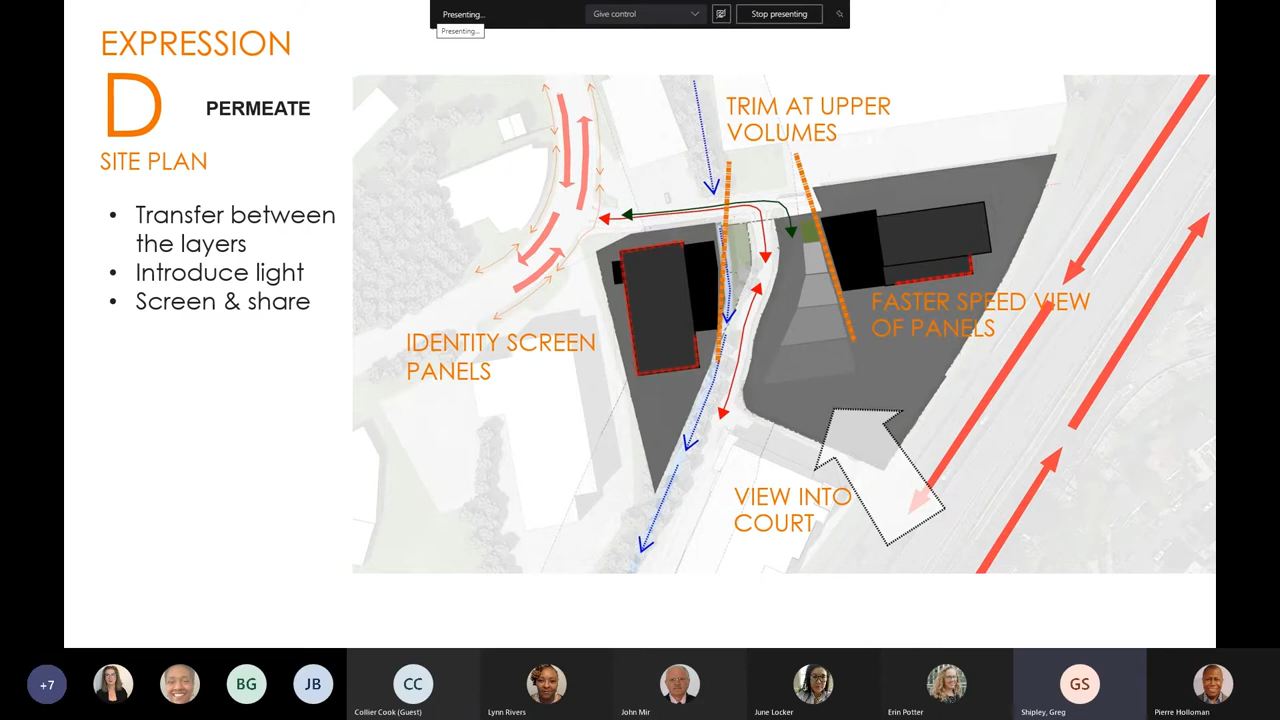 Presenting...
Give control
Stop presenting
Presenting...
EXPRESSION
D
PERMEATE
SITE PLAN
• Transfer between
the layers
• Introduce light
• Screen & share
TRIM AT UPPER
VOLUMES
IDENTITY SCREEN
PANELS
FASTER SPEED VIEW
OF PANELS
VIEW INTO
COURT
+7
BG
JB
CC
GS
Collier Cook (Guest)
Lynn Rivers
John Mir
June Locker
Erin Potter
Shipley, Greg
Pierre Holloman